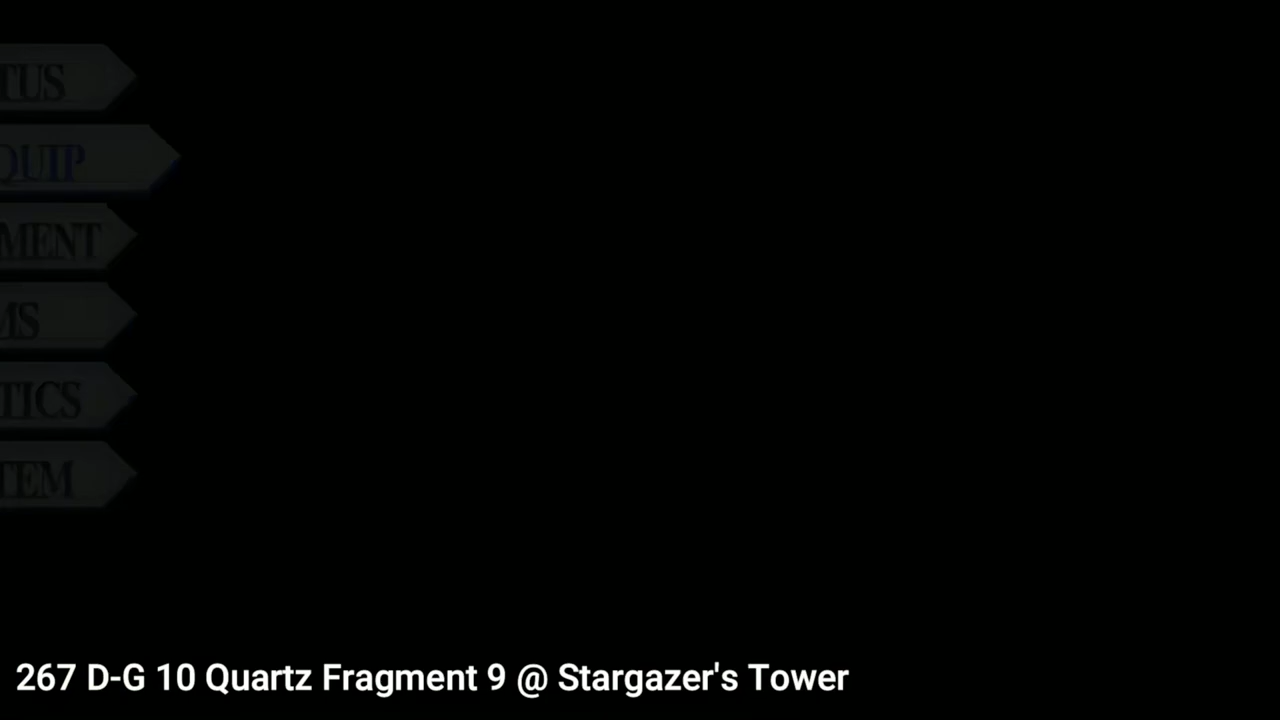 TUS
QUIP
MENT
MS
TICS
TEM
267 D-G 10 Quartz Fragment 9 @ Stargazer's Tower